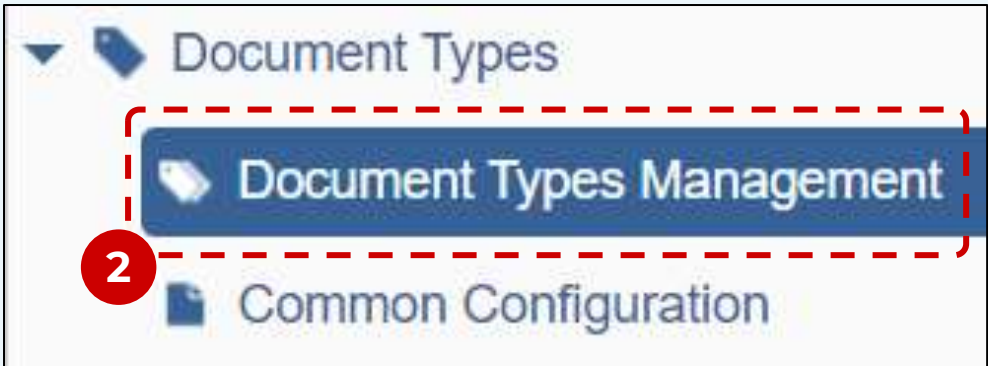 Document Types
Document Types Management
2
Common Configuration